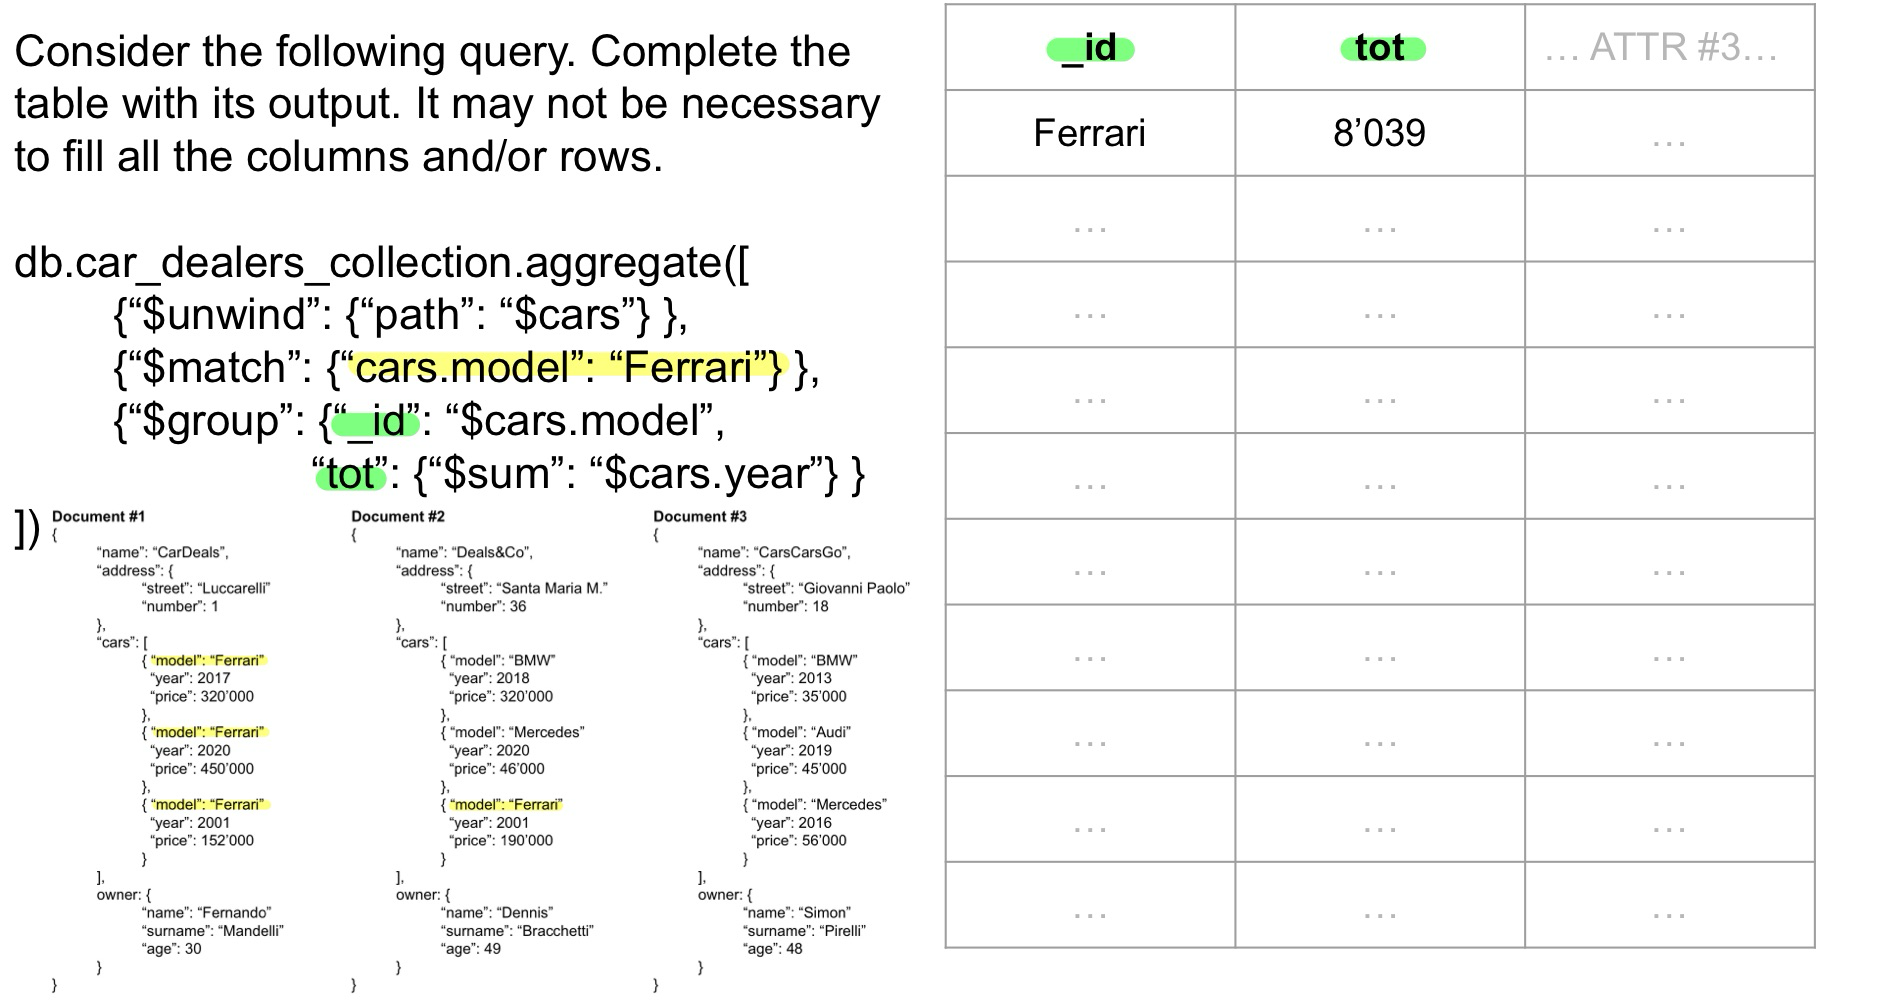 Consider the following query. Complete the
table with its output. It may not be necessary
to fill all the columns and/or rows.
db.car_dealers_collection.aggregate([
{“$unwind”: {“path”: “$cars”} },
{“$match”: {“cars.model”: “Ferrari”} },
{“$group”: {“_id”: “$cars.model”,
“tot”: {“$sum”: “$cars.year”} }
])
Document #1
{
“name”: “CarDeals”,
“address”: {
“street”: “Luccarelli”
“number”: 1
},
“cars”: [
{ “model”: “Ferrari”
“year”: 2017
“price”: 320’000
},
{ “model”: “Ferrari”
“year”: 2020
“price”: 450’000
},
{ “model”: “Ferrari”
“year”: 2001
“price”: 152’000
}
],
owner: {
“name”: “Fernando”
“surname”: “Mandelli”
“age”: 30
}
}
Document #2
{
“name”: “Deals&Co”,
“address”: {
“street”: “Santa Maria M.”
“number”: 36
},
“cars”: [
{ “model”: “BMW”
“year”: 2018
“price”: 320’000
},
{ “model”: “Mercedes”
“year”: 2020
“price”: 46’000
},
{ “model”: “Ferrari”
“year”: 2001
“price”: 190’000
}
],
owner: {
“name”: “Dennis”
“surname”: “Bracchetti”
“age”: 49
}
}
Document #3
{
“name”: “CarsCarsGo”,
“address”: {
“street”: “Giovanni Paolo”
“number”: 18
},
“cars”: [
{ “model”: “BMW”
“year”: 2013
“price”: 35’000
},
{ “model”: “Audi”
“year”: 2019
“price”: 45’000
},
{ “model”: “Mercedes”
“year”: 2016
“price”: 56’000
}
],
owner: {
“name”: “Simon”
“surname”: “Pirelli”
“age”: 48
}
}
_id tot … ATTR #3…
Ferrari 8’039 …
… … …
… … …
… … …
… … …
… … …
… … …
… … …
… … …
… … …